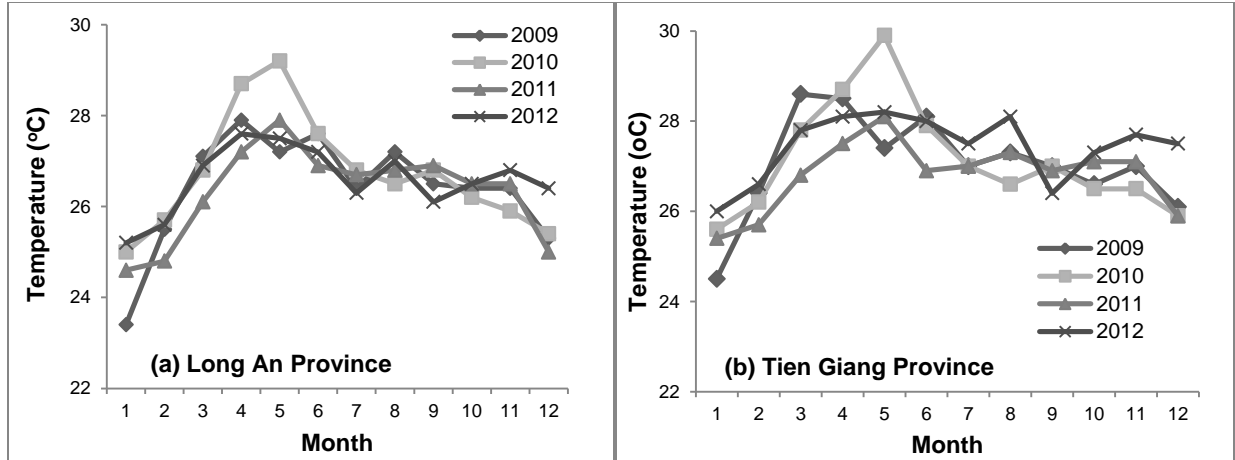 30
28
26
24
22
Temperature (ºC)
2009
2010
2011
2012
(a) Long An Province
1 2 3 4 5 6 7 8 9 10 11 12
Month
30
28
26
24
22
Temperature (oC)
2009
2010
2011
2012
(b) Tien Giang Province
1 2 3 4 5 6 7 8 9 10 11 12
Month